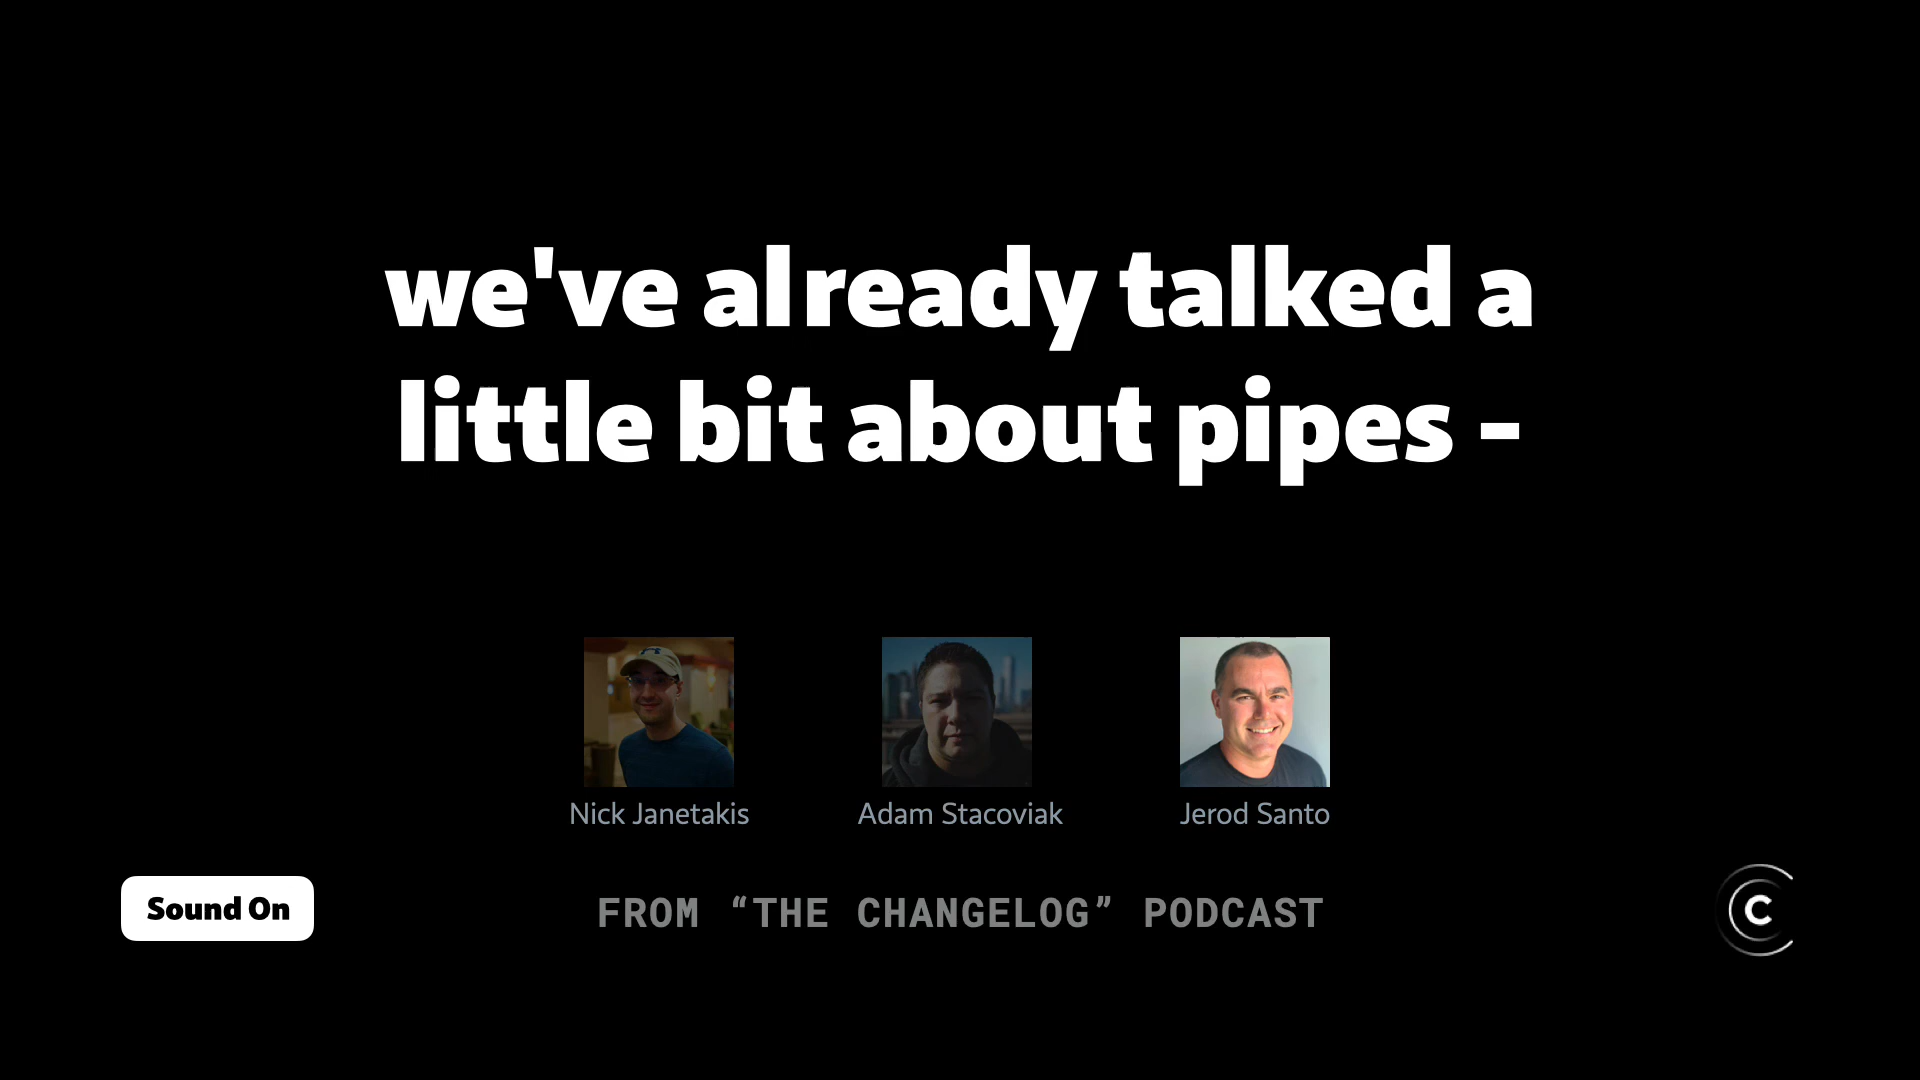 we've already talked a
little bit about pipes -
Nick Janetakis
Adam Stacoviak
Jerod Santo
Sound On
FROM “THE CHANGELOG” PODCAST
C